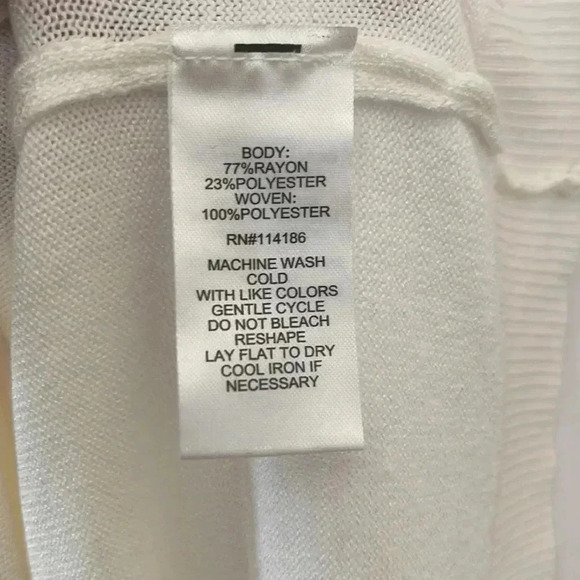 BODY:
77%RAYON
23%POLYESTER
WOVEN:
100%POLYESTER
RN#114186
MACHINE WASH
COLD
WITH LIKE COLORS
GENTLE CYCLE
DO NOT BLEACH
RESHAPE
LAY FLAT TO DRY
COOL IRON IF
NECESSARY